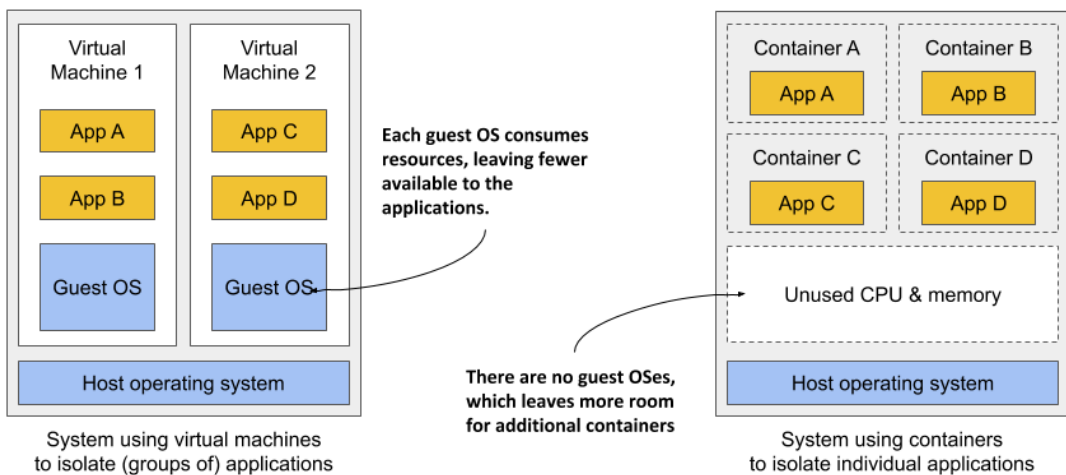 Virtual
Machine 1
App A
App B
Guest OS
Virtual
Machine 2
App C
App D
Guest OS
Host operating system
System using virtual machines
to isolate (groups of) applications
Each guest OS consumes
resources, leaving fewer
available to the
applications.
There are no guest OSes,
which leaves more room
for additional containers
Container A
App A
Container B
App B
Container C
App C
Container D
App D
Unused CPU & memory
Host operating system
System using containers
to isolate individual applications